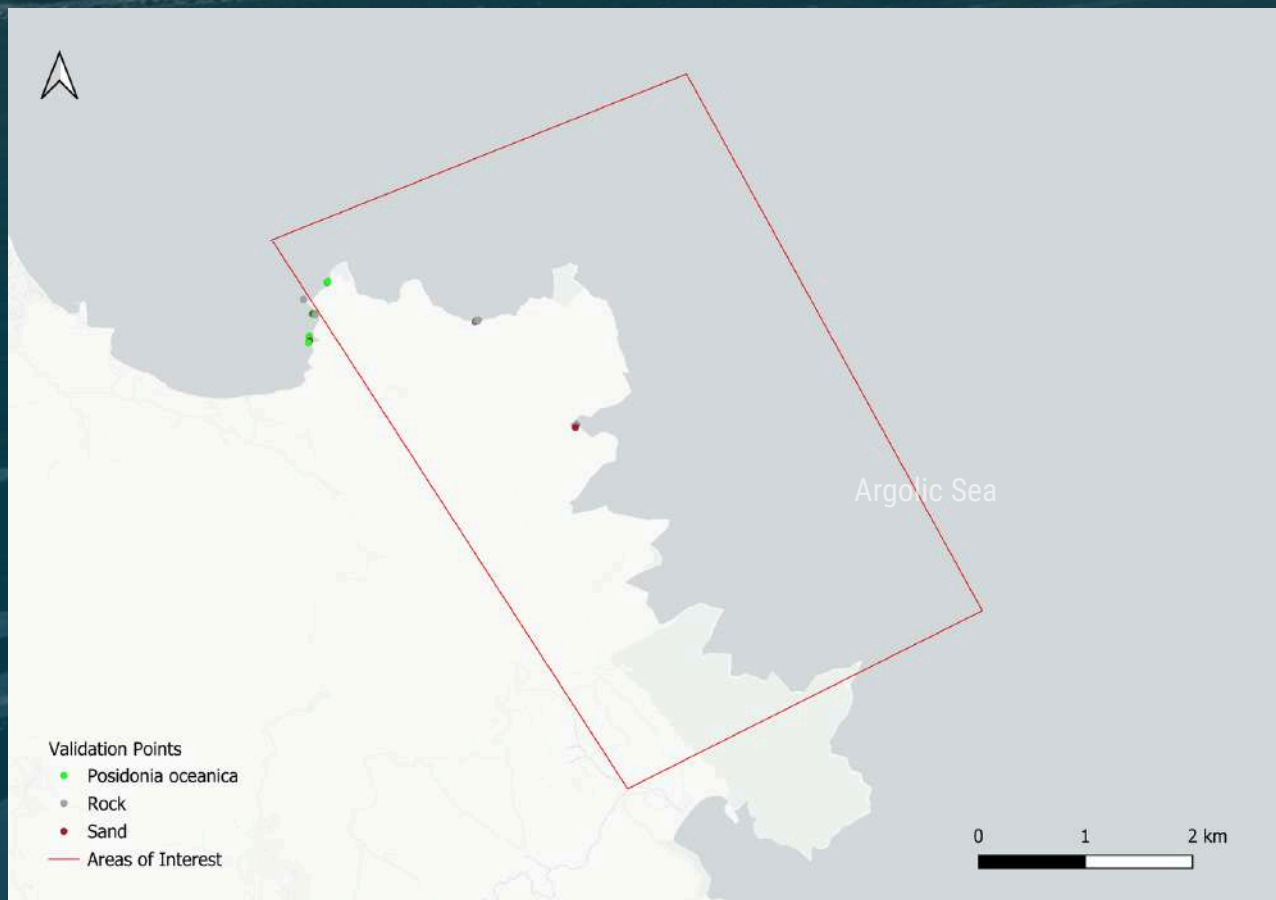 Argolic Sea
Validation Points
Posidonia oceanica
Rock
Sand
Areas of Interest
0 1 2 km